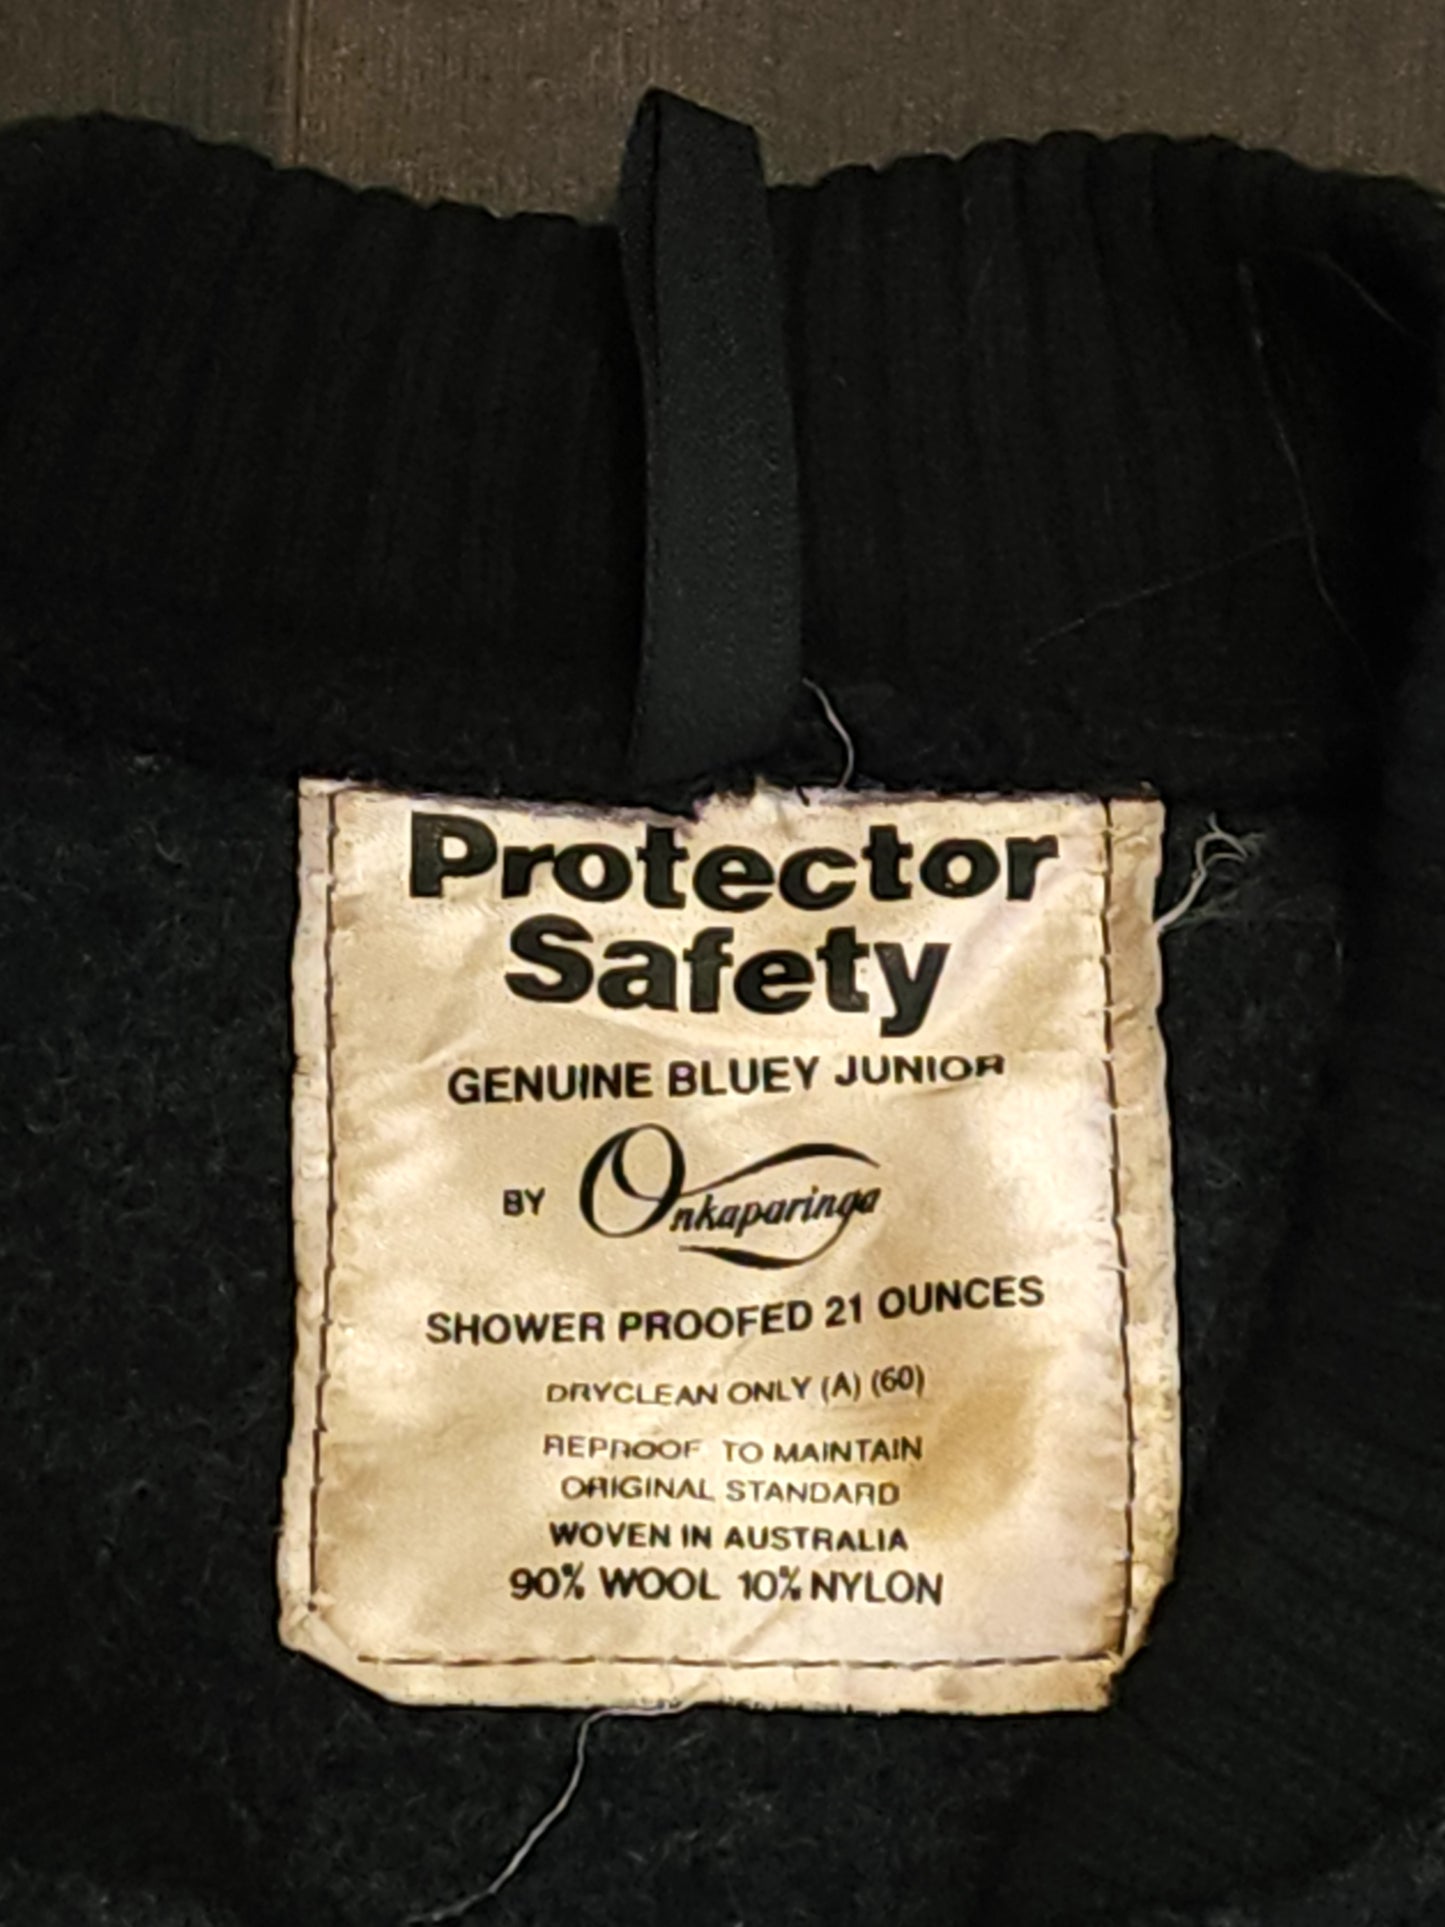 Protector
Safety
GENUINE BLUEY JUNIOR
BY Onkaparinga
SHOWER PROOFED 21 OUNCES
DRYCLEAN ONLY (A) (60)
REPROOF TO MAINTAIN
ORIGINAL STANDARD
WOVEN IN AUSTRALIA
90% WOOL 10% NYLON